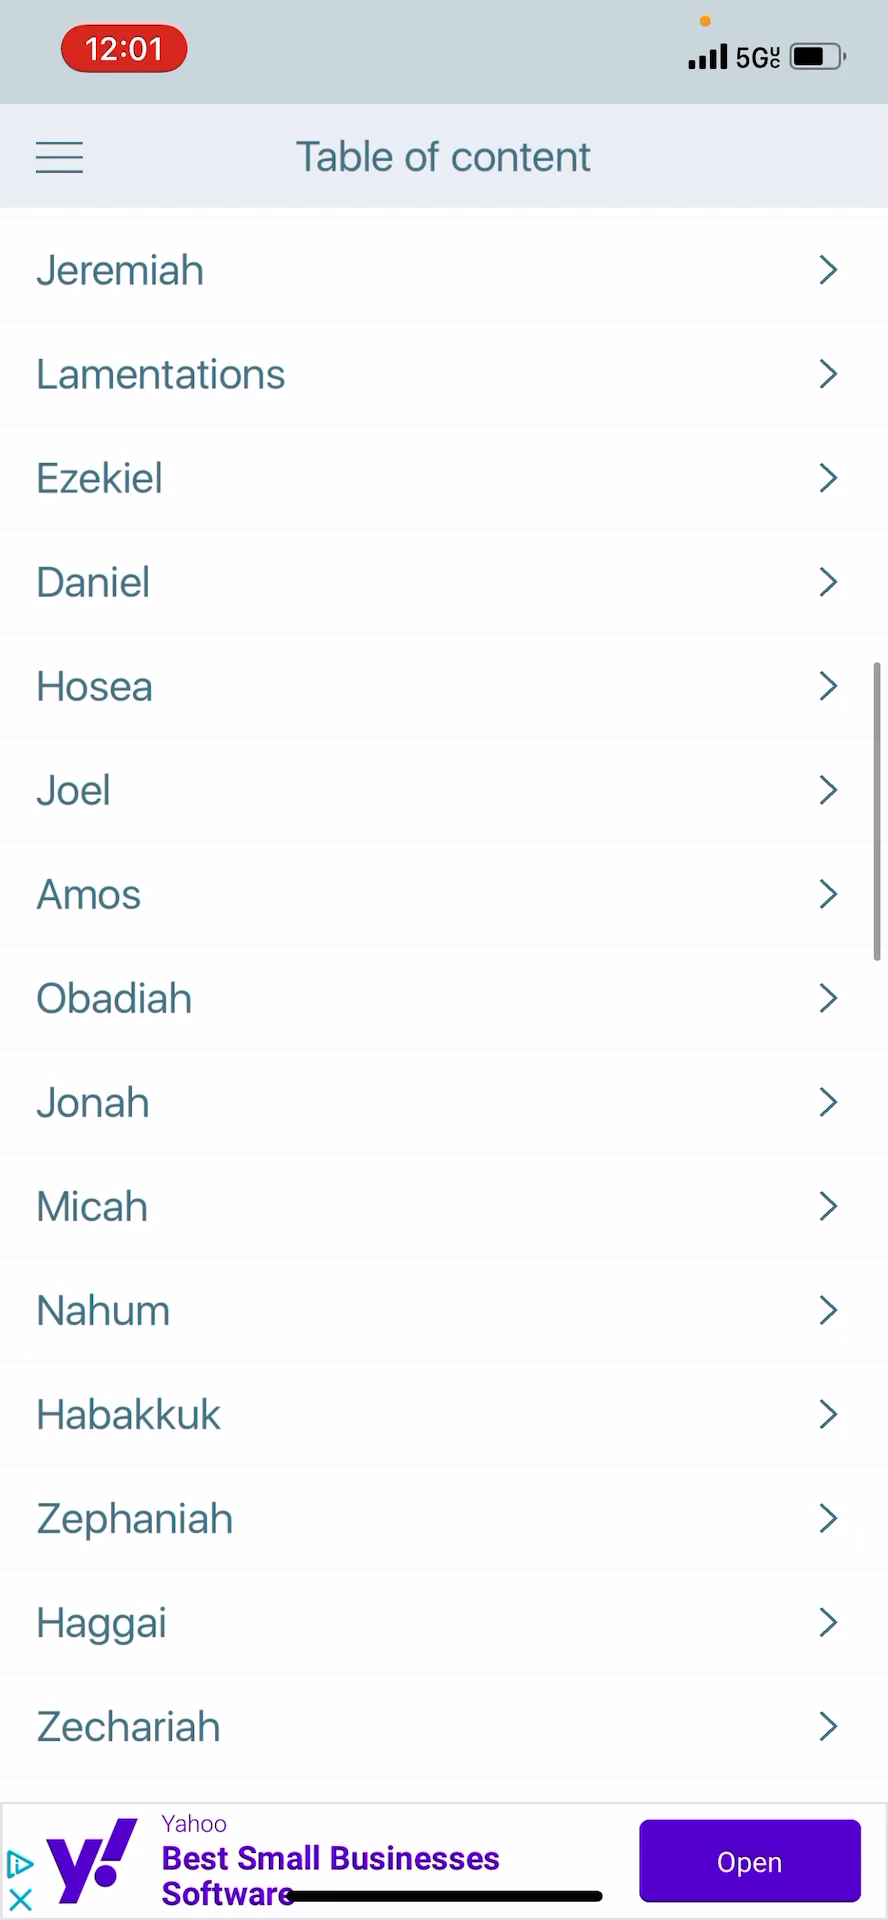 12:01
5G UC
Table of content
Jeremiah
Lamentations
Ezekiel
Daniel
Hosea
Joel
Amos
Obadiah
Jonah
Micah
Nahum
Habakkuk
Zephaniah
Haggai
Zechariah
Yahoo
Best Small Businesses
Software
y!
Open